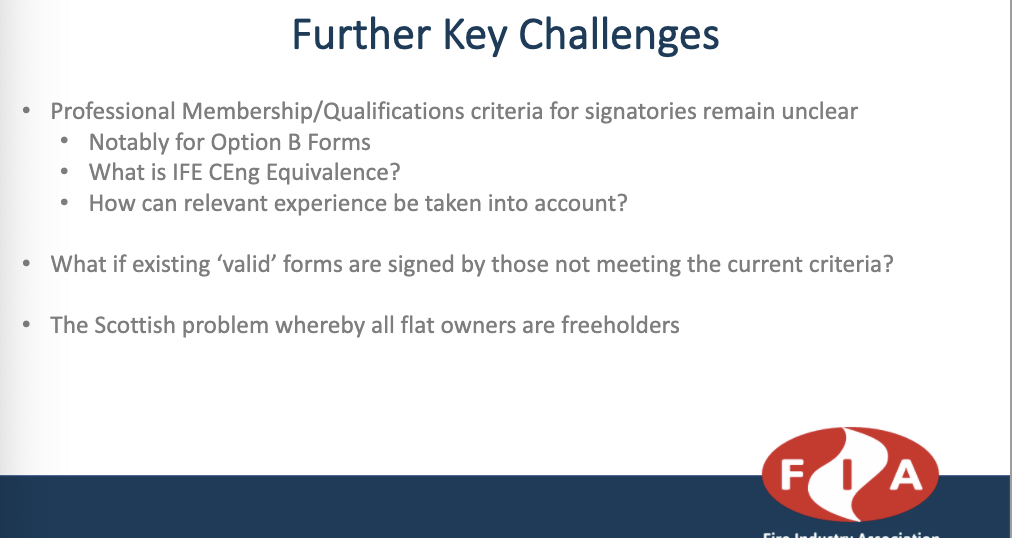 Further Key Challenges
• Professional Membership/Qualifications criteria for signatories remain unclear
• Notably for Option B Forms
• What is IFE CEng Equivalence?
• How can relevant experience be taken into account?
• What if existing ‘valid’ forms are signed by those not meeting the current criteria?
• The Scottish problem whereby all flat owners are freeholders
FIA
Fire Industry Association